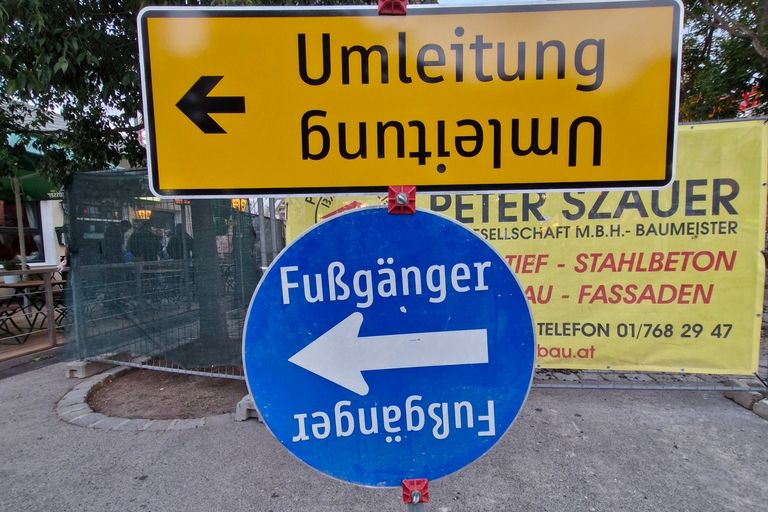 Umleitung
Umleitung
Fußgänger
Fußgänger
PETER SZAUER
ESELLSCHAFT M.B.H.- BAUMEISTER
TIEF - STAHLBETON
AU - FASSADEN
TELEFON 01/768 29 47
bau.at